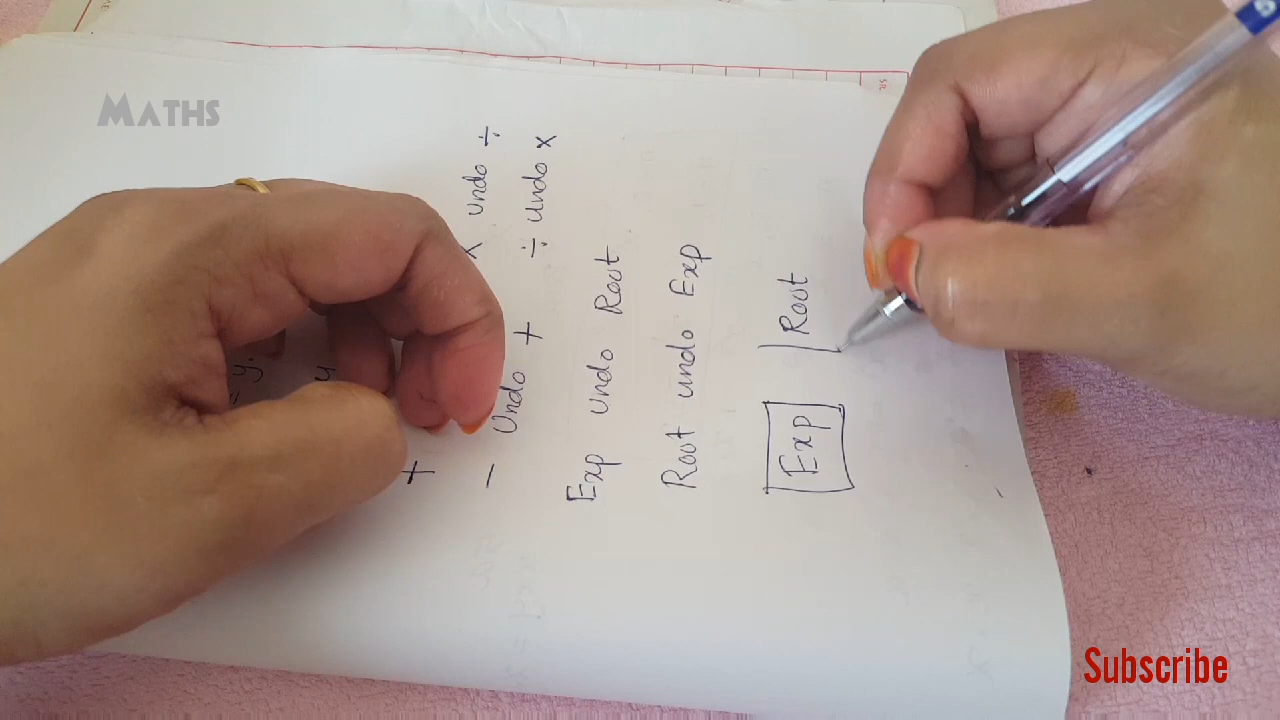 MATHS
= y.
y
+
× undo ÷
- Undo +
÷ undo ×
Exp undo Root
Root undo Exp
Exp Root
Subscribe